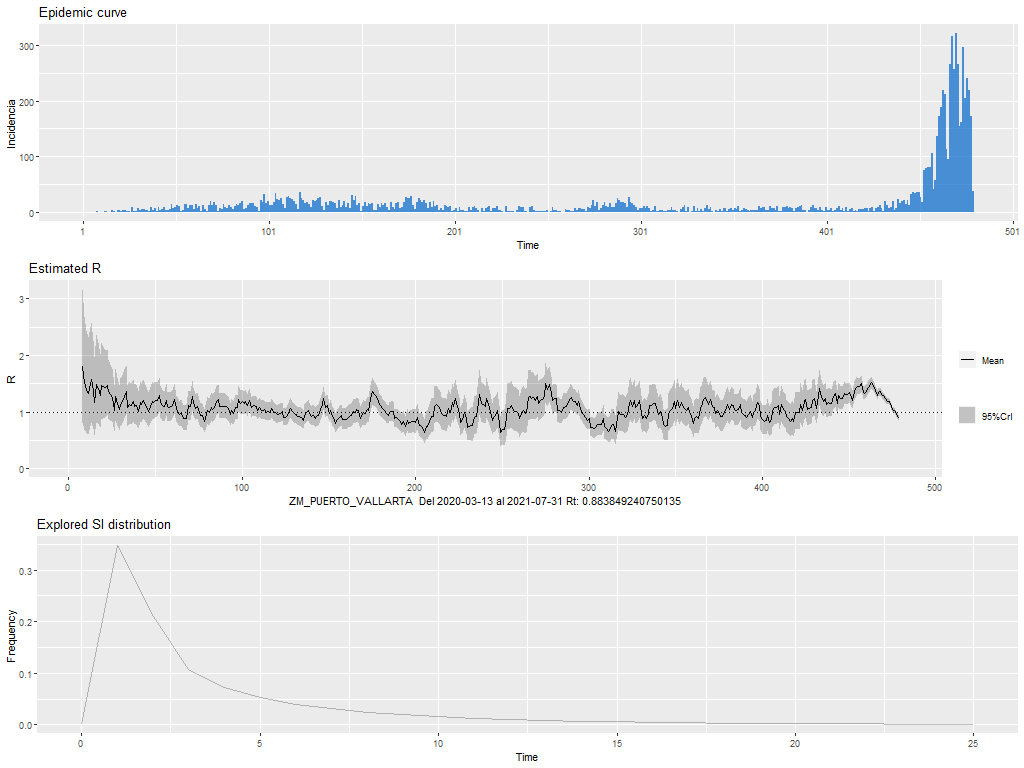 Epidemic curve
300
200
100
0
Incidencia
1 101 201 301 401 501
Time
Estimated R
3
2
1
0
R
Mean
95%CrI
0 100 200 300 400 500
ZM_PUERTO_VALLARTA Del 2020-03-13 al 2021-07-31 Rt: 0.883849240750135
Explored SI distribution
0.3
0.2
0.1
0.0
Frequency
0 5 10 15 20 25
Time